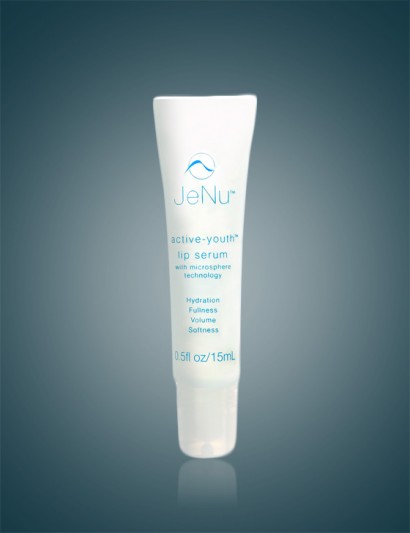 JeNu™
active-youth™
lip serum
with microsphere
technology
Hydration
Fullness
Volume
Softness
0.5fl oz/15mL